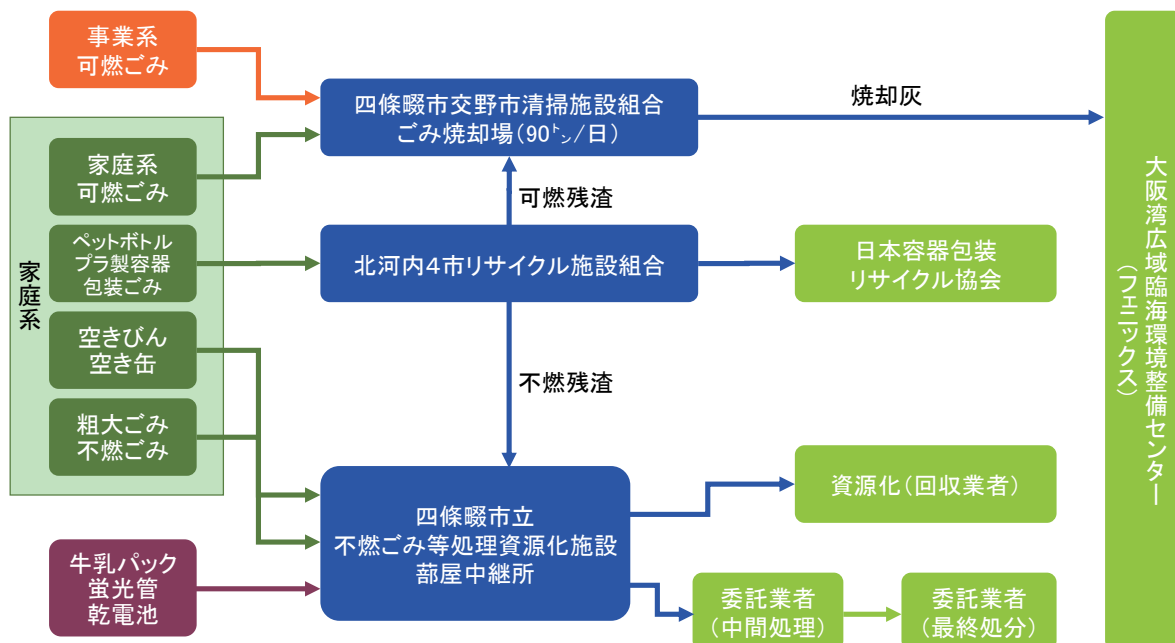 事業系
可燃ごみ
家庭系
家庭系
可燃ごみ
ペットボトル
プラ製容器
包装ごみ
空きびん
空き缶
粗大ごみ
不燃ごみ
牛乳パック
蛍光管
乾電池
四條畷市交野市清掃施設組合
ごみ焼却場(90㌧/日)
可燃残渣
北河内4市リサイクル施設組合
不燃残渣
四條畷市立
不燃ごみ等処理資源化施設
蔀屋中継所
焼却灰
日本容器包装
リサイクル協会
資源化(回収業者)
委託業者
(中間処理)
委託業者
(最終処分)
大阪湾広域臨海環境整備センター
(フェニックス)